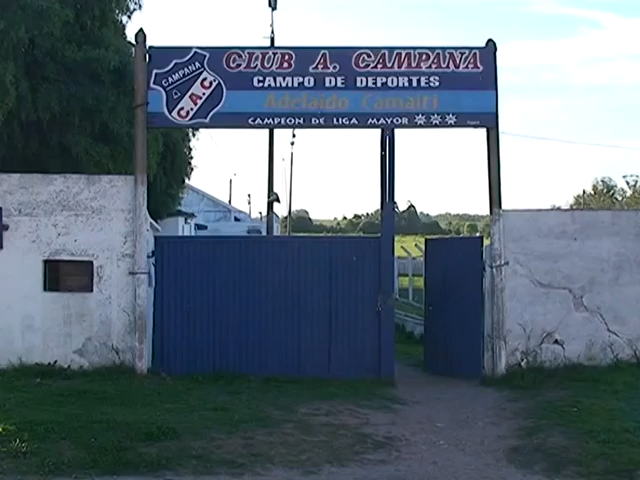 CAMPANA
C.A.C.
CLUB A. CAMPANA
CAMPO DE DEPORTES
Adelaido Camaiti
CAMPEON DE LIGA MAYOR